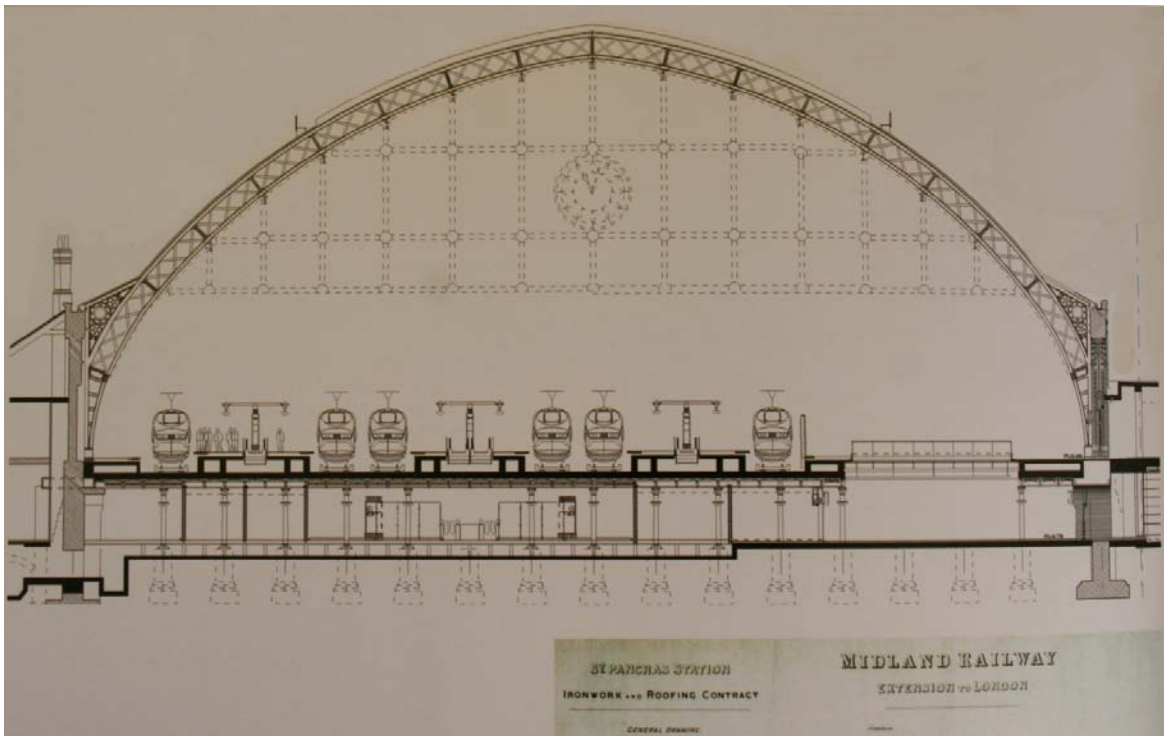 ST PANCRAS STATION
IRONWORK AND ROOFING CONTRACT
GENERAL DRAWING
MIDLAND RAILWAY
EXTENSION TO LONDON